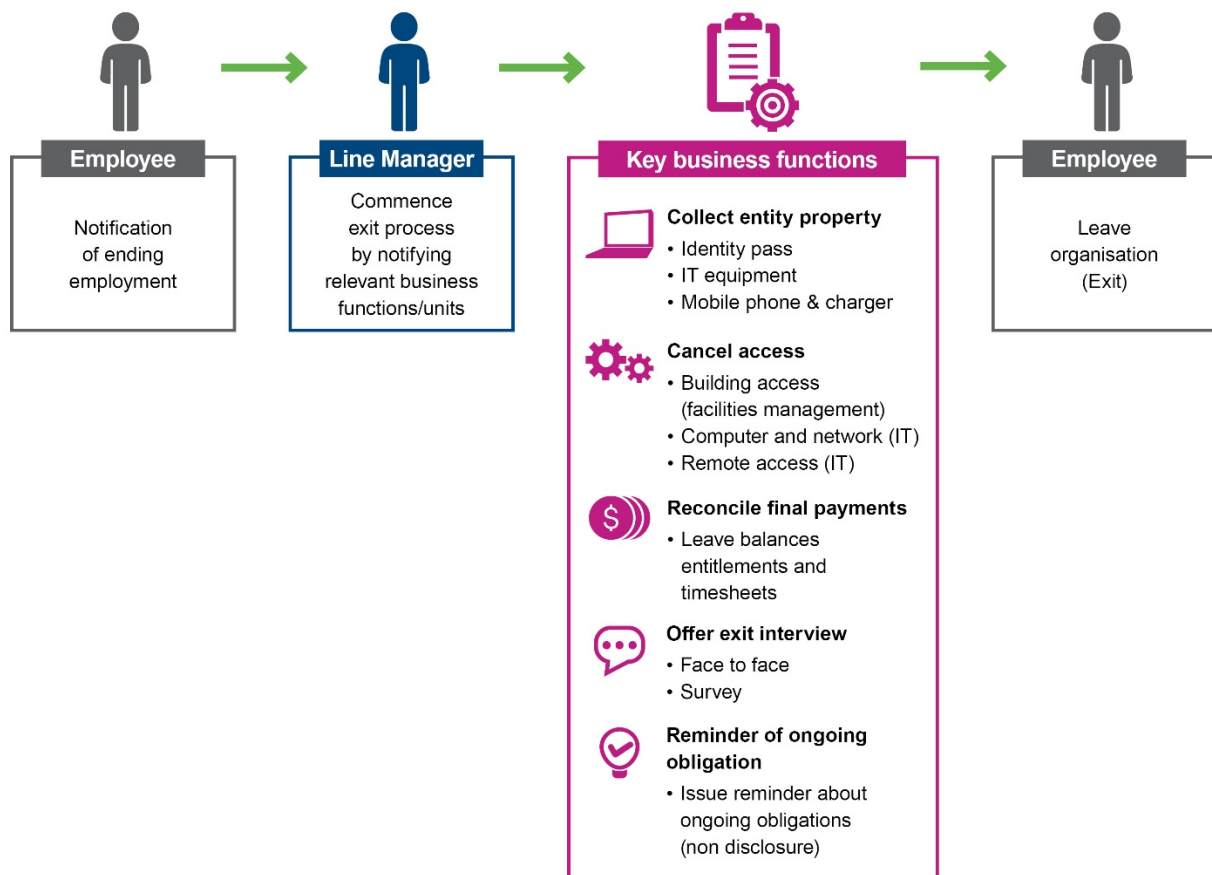 Employee
Notification
of ending
employment
Line Manager
Commence
exit process
by notifying
relevant business
functions/units
Key business functions
Collect entity property
• Identity pass
• IT equipment
• Mobile phone & charger
Cancel access
• Building access
(facilities management)
• Computer and network (IT)
• Remote access (IT)
$
Reconcile final payments
• Leave balances
entitlements and
timesheets
Offer exit interview
• Face to face
• Survey
Reminder of ongoing
obligation
• Issue reminder about
ongoing obligations
(non disclosure)
Employee
Leave
organisation
(Exit)